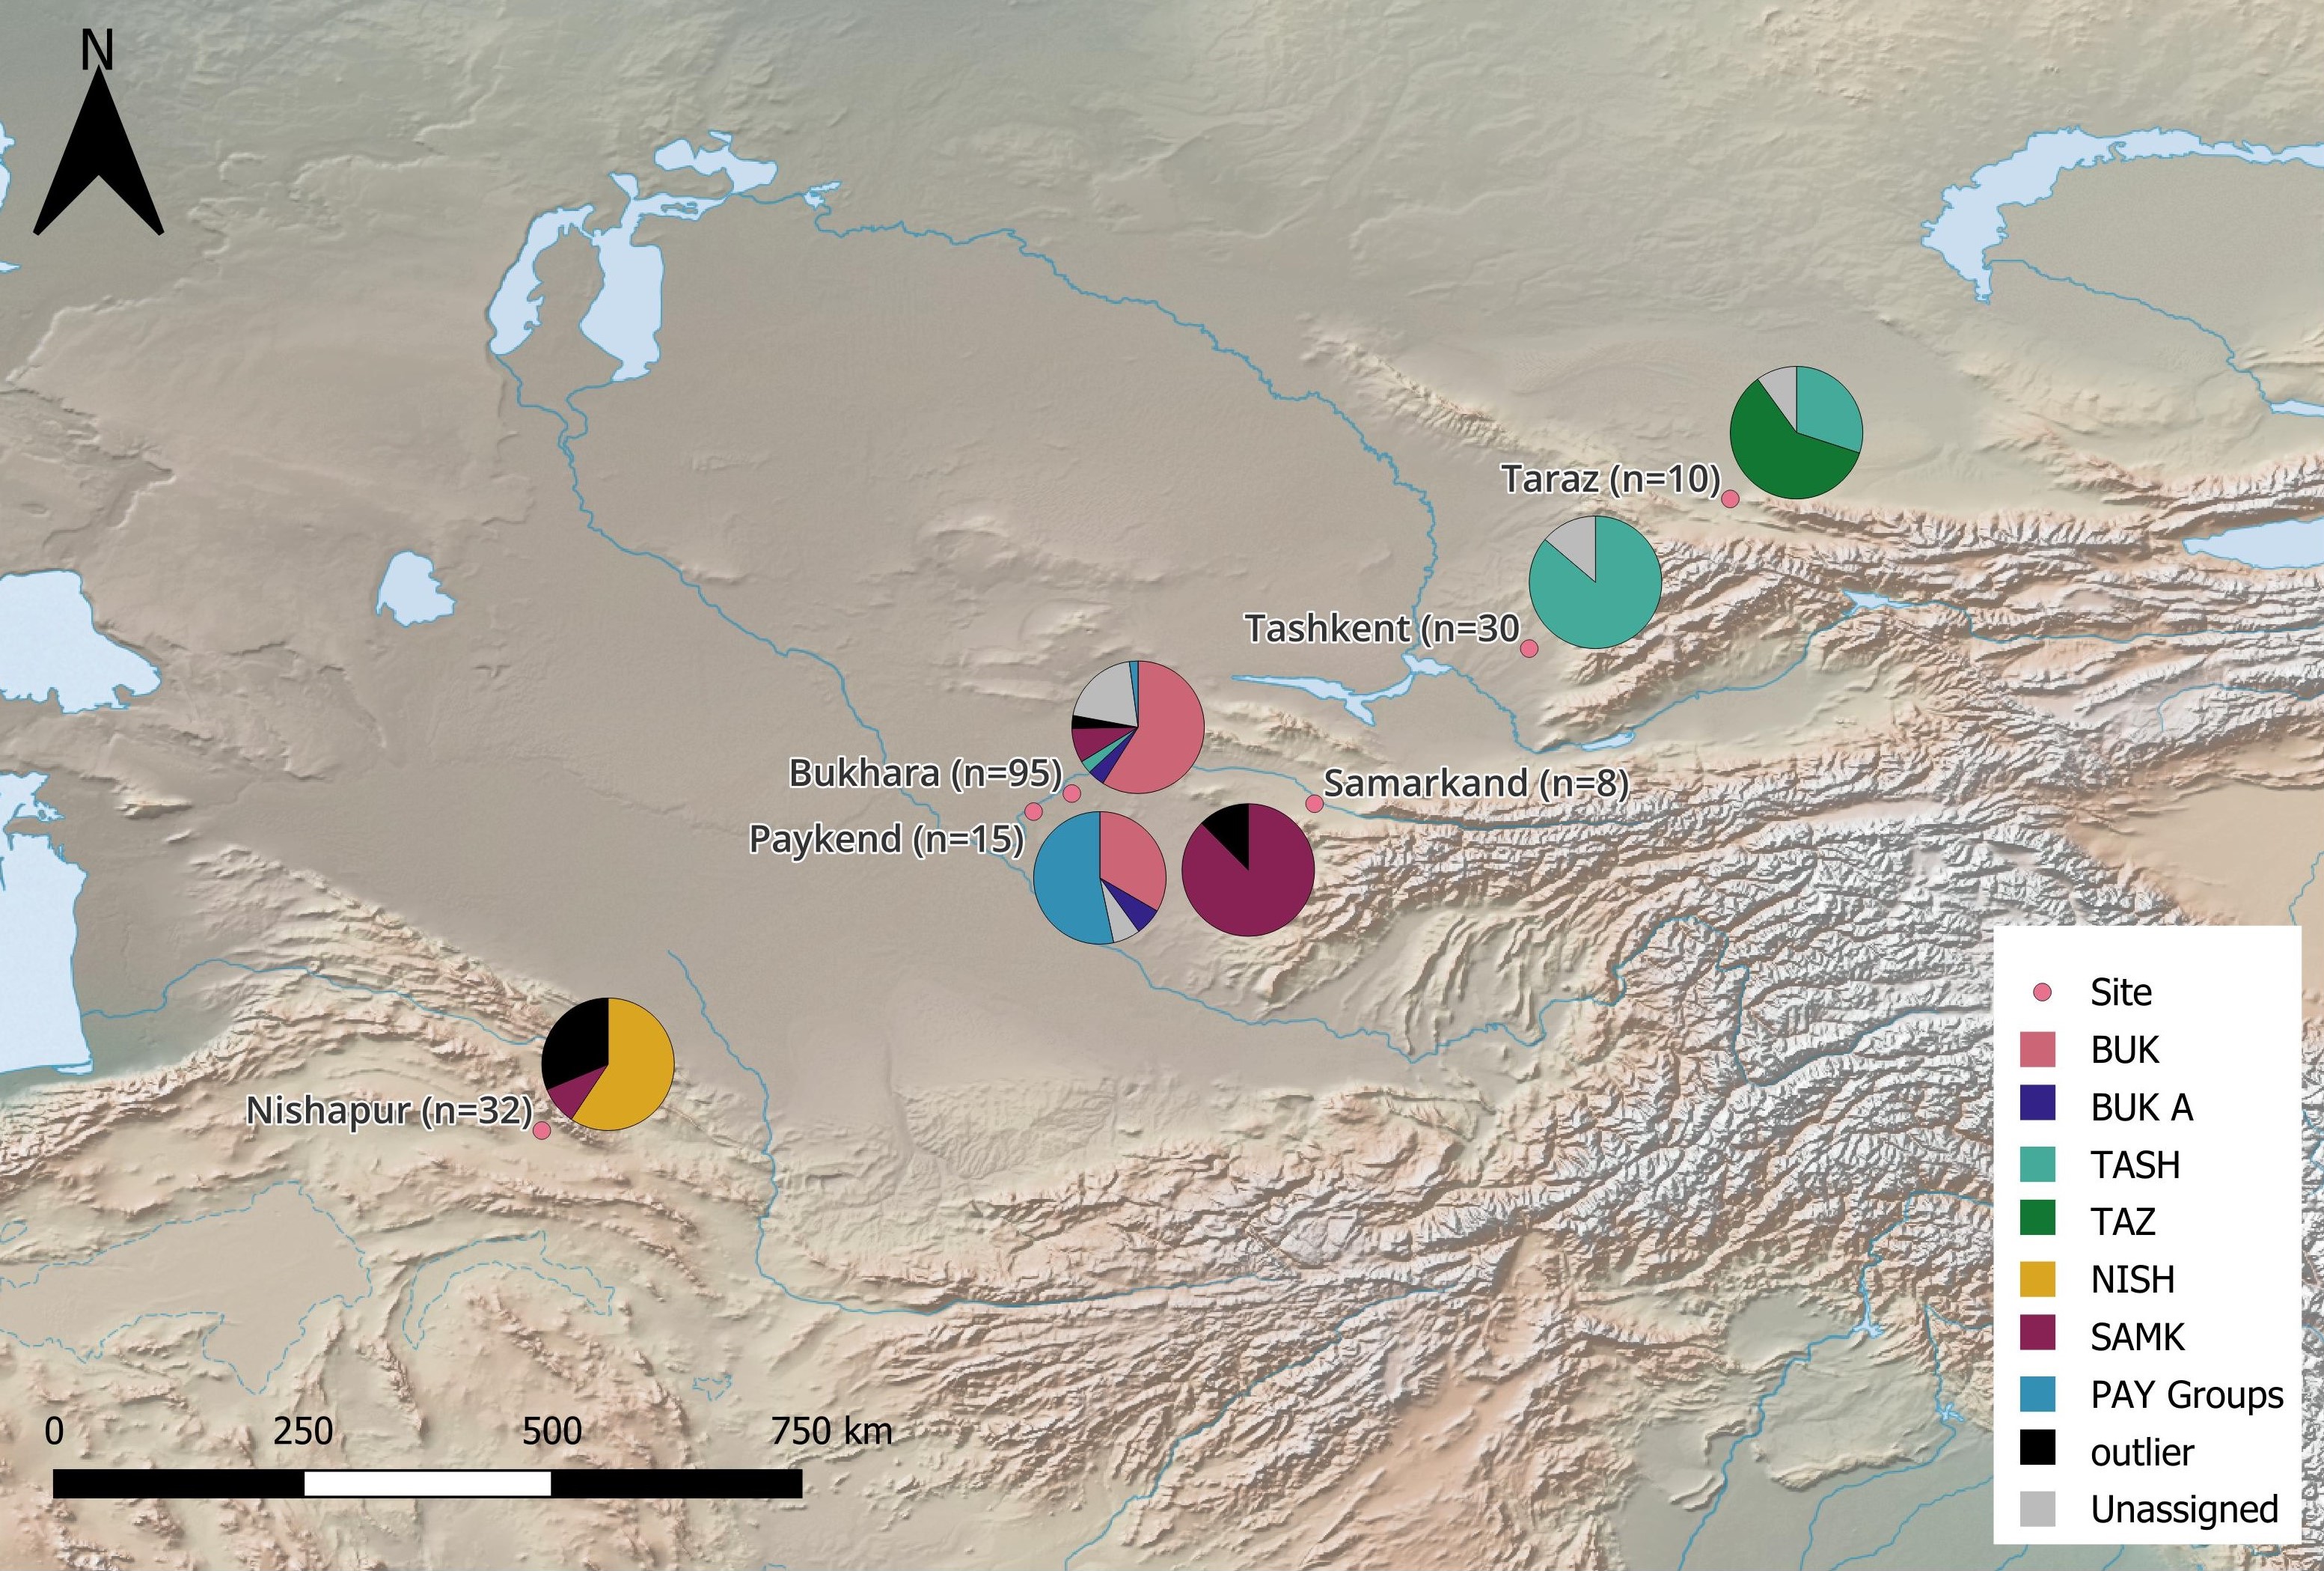 N
Taraz (n=10)
Tashkent (n=30
Bukhara (n=95)
Samarkand (n=8)
Paykend (n=15)
Nishapur (n=32)
Site
BUK
BUK A
TASH
TAZ
NISH
SAMK
PAY Groups
outlier
Unassigned
0 250 500 750 km